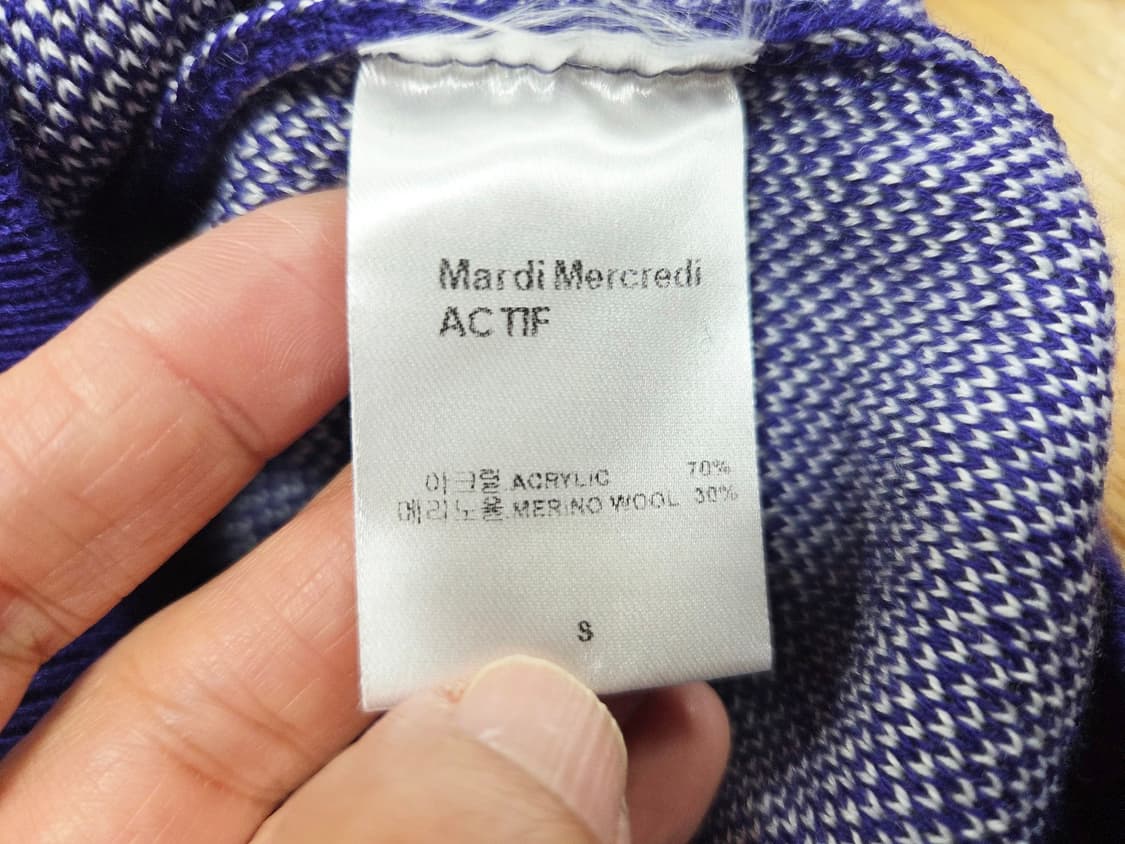 Mardi Mercredi
ACTIF
아크릴 ACRYLIC 70%
메리노울 MERINO WOOL 30%
S